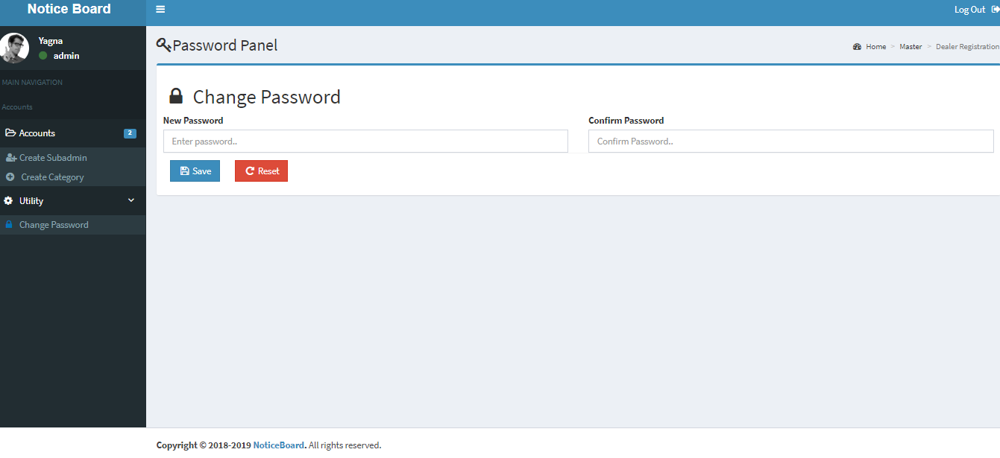 Notice Board
Log Out
Yagna
admin
Password Panel
Home > Master > Dealer Registration
MAIN NAVIGATION
Accounts
Accounts 2
Create Subadmin
Create Category
Utility
Change Password
Change Password
New Password
Confirm Password
Enter password..
Confirm Password..
Save
Reset
Copyright © 2018-2019 NoticeBoard. All rights reserved.